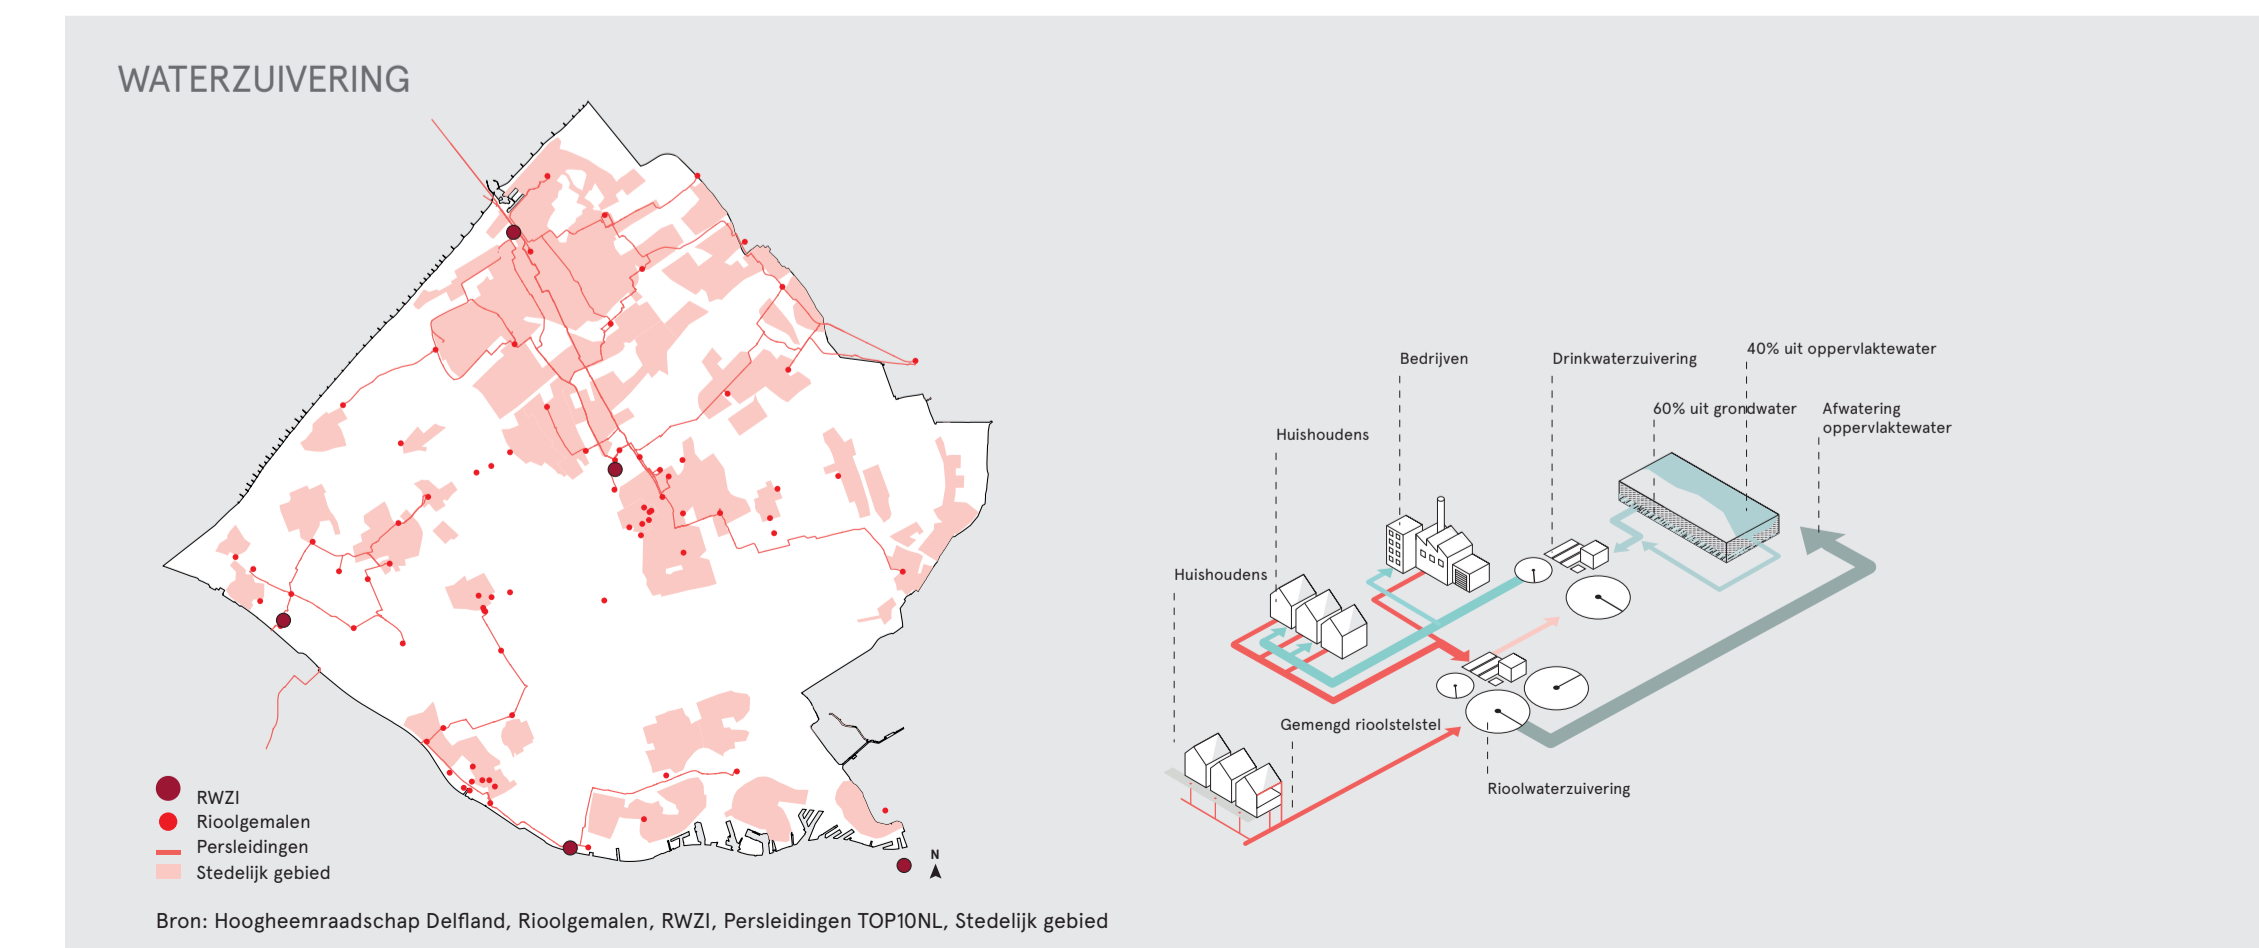 WATERZUIVERING
RWZI
Rioolgemalen
Persleidingen
Stedelijk gebied
N
Bron: Hoogheemraadschap Delfland, Rioolgemalen, RWZI, Persleidingen TOP10NL, Stedelijk gebied
40% uit oppervlaktewater
Bedrijven
Drinkwaterzuivering
60% uit grondwater
Afwatering
oppervlaktewater
Huishoudens
Huishoudens
Gemengd rioolstelstel
Rioolwaterzuivering